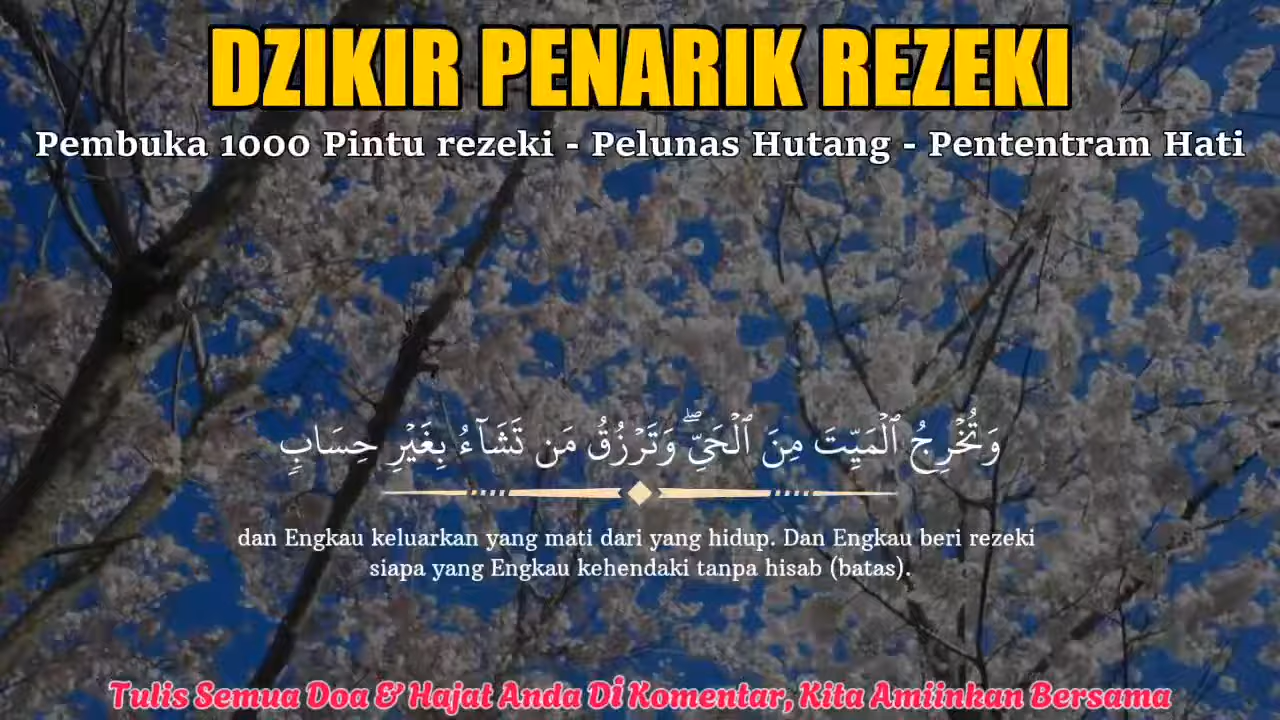 DZIKIR PENARIK REZEKI
Pembuka 1000 Pintu rezeki - Pelunas Hutang - Pententram Hati
وَتُخْرِجُ ٱلْمَيِّتَ مِنَ ٱلْحَيِّ ۖ وَتَرْزُقُ مَن تَشَآءُ بِغَيْرِ حِسَابٍ
dan Engkau keluarkan yang mati dari yang hidup. Dan Engkau beri rezeki
siapa yang Engkau kehendaki tanpa hisab (batas).
Tulis Semua Doa & Hajat Anda Di Komentar, Kita Amiinkan Bersama